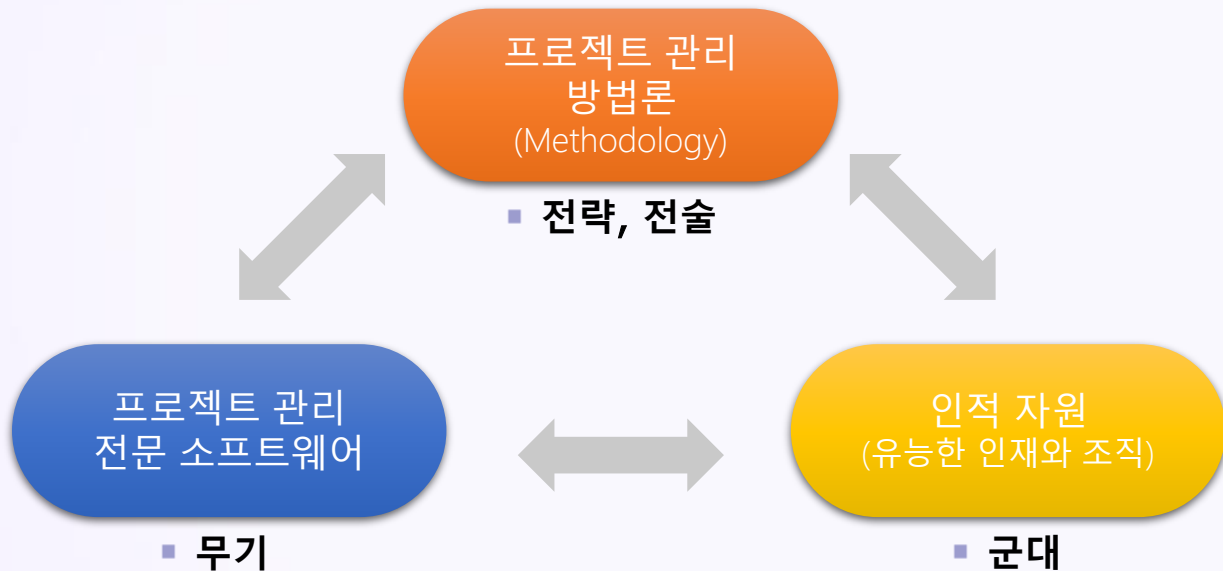 프로젝트 관리
방법론
(Methodology)
▪ 전략, 전술
프로젝트 관리
전문 소프트웨어
▪ 무기
인적 자원
(유능한 인재와 조직)
▪ 군대